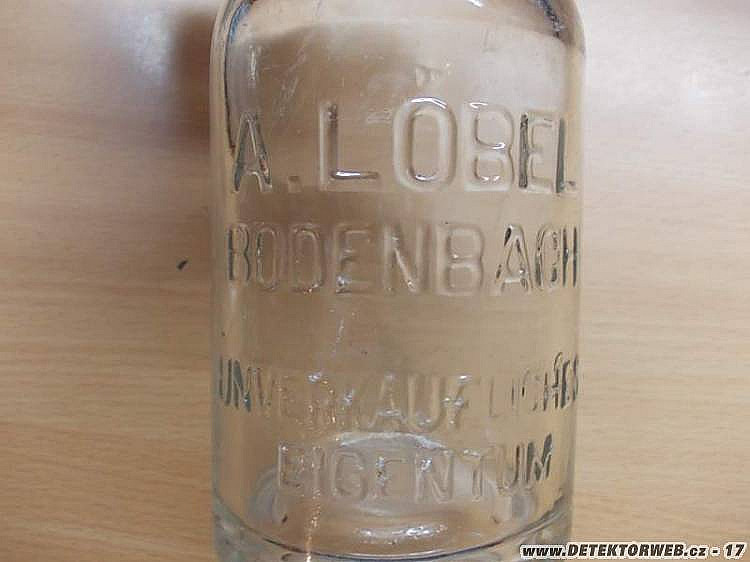 A. LÖBEL
BODENBACH
UNVERKÄUFLICHES
EIGENTUM
www.DETEKTORWEB.cz - 17